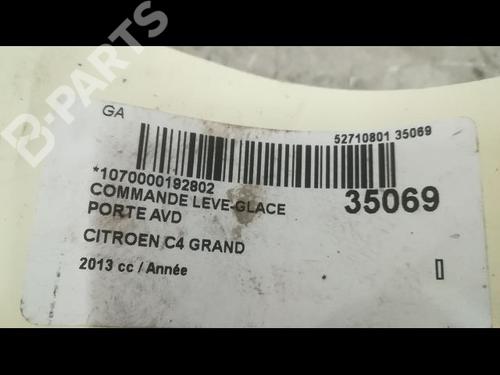 B-PARTS
GA
52710801 35069
*1070000192802
COMMANDE LEVE-GLACE
PORTE AVD
35069
CITROEN C4 GRAND
2013 cc / Année